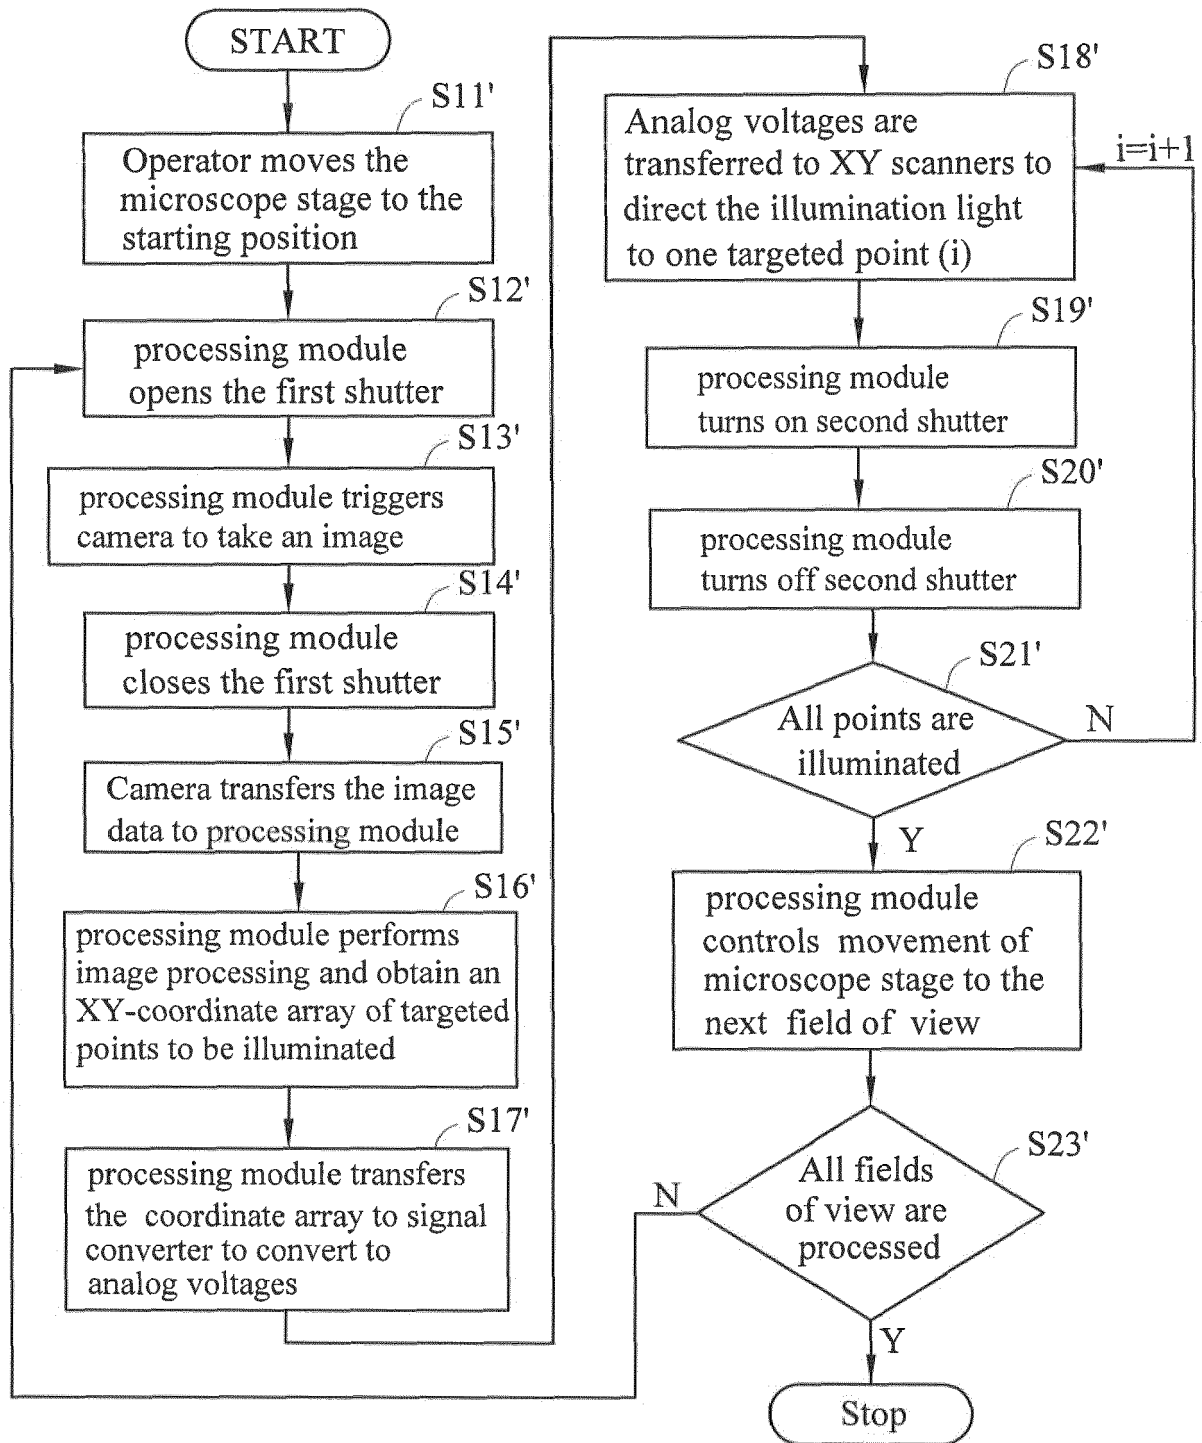 START
S11'
Operator moves the
microscope stage to the
starting position
S12'
processing module
opens the first shutter
S13'
processing module triggers
camera to take an image
S14'
processing module
closes the first shutter
S15'
Camera transfers the image
data to processing module
S16'
processing module performs
image processing and obtain an
XY-coordinate array of targeted
points to be illuminated
S17'
processing module transfers
the coordinate array to signal
converter to convert to
analog voltages
S18'
Analog voltages are
transferred to XY scanners to
direct the illumination light
to one targeted point (i)
i=i+1
S19'
processing module
turns on second shutter
S20'
processing module
turns off second shutter
S21'
All points are
illuminated
N
Y
S22'
processing module
controls movement of
microscope stage to the
next field of view
S23'
All fields
of view are
processed
N
Y
Stop